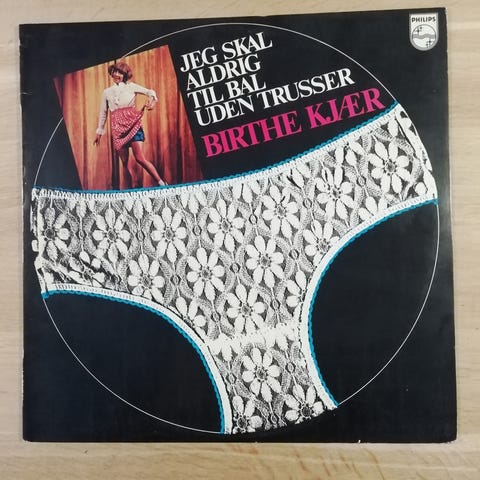 PHILIPS
JEG SKAL
ALDRIG
TIL BAL
UDEN TRUSSER
BIRTHE KJÆR